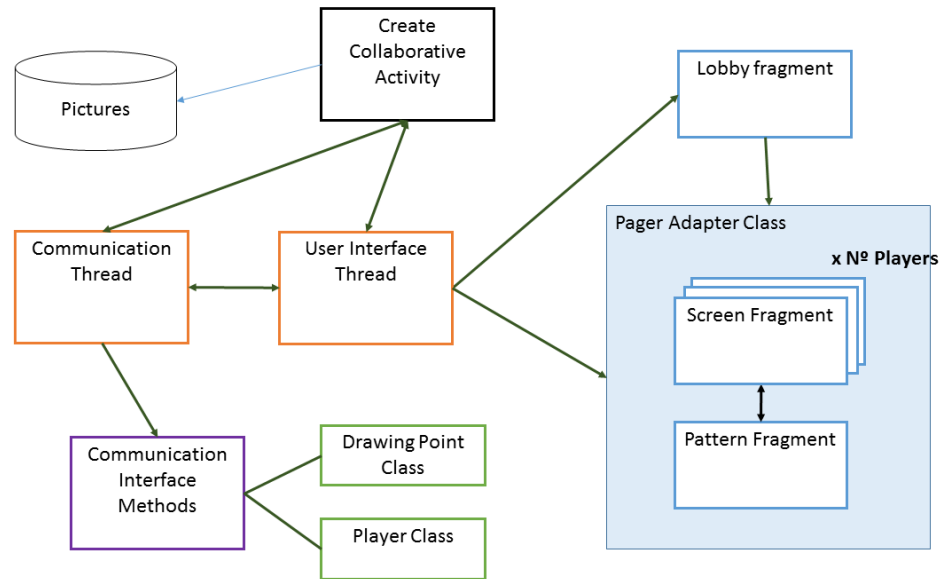 Create
Collaborative
Activity
Pictures
Lobby fragment
Communication
Thread
User Interface
Thread
Pager Adapter Class
x Nº Players
Screen Fragment
Pattern Fragment
Communication
Interface
Methods
Drawing Point
Class
Player Class